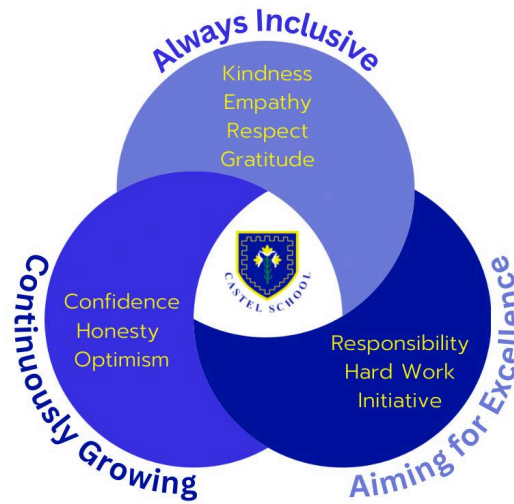 Always Inclusive
Kindness
Empathy
Respect
Gratitude
CASTEL SCHOOL
Continuously Growing
Confidence
Honesty
Optimism
Responsibility
Hard Work
Initiative
Aiming for Excellence